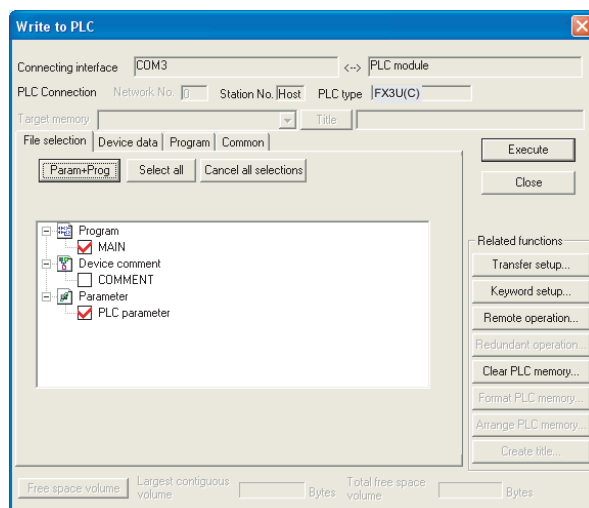 Write to PLC
Connecting interface COM3 <--> PLC module
PLC Connection Network No. 0 Station No. Host PLC type FX3U(C)
Target memory Title
File selection Device data Program Common
Execute
Param+Prog Select all Cancel all selections
Close
Program
MAIN
Device comment
COMMENT
Parameter
PLC parameter
Related functions
Transfer setup...
Keyword setup...
Remote operation...
Redundant operation...
Clear PLC memory...
Format PLC memory...
Arrange PLC memory...
Create title...
Free space volume Largest contiguous volume Bytes Total free space volume Bytes